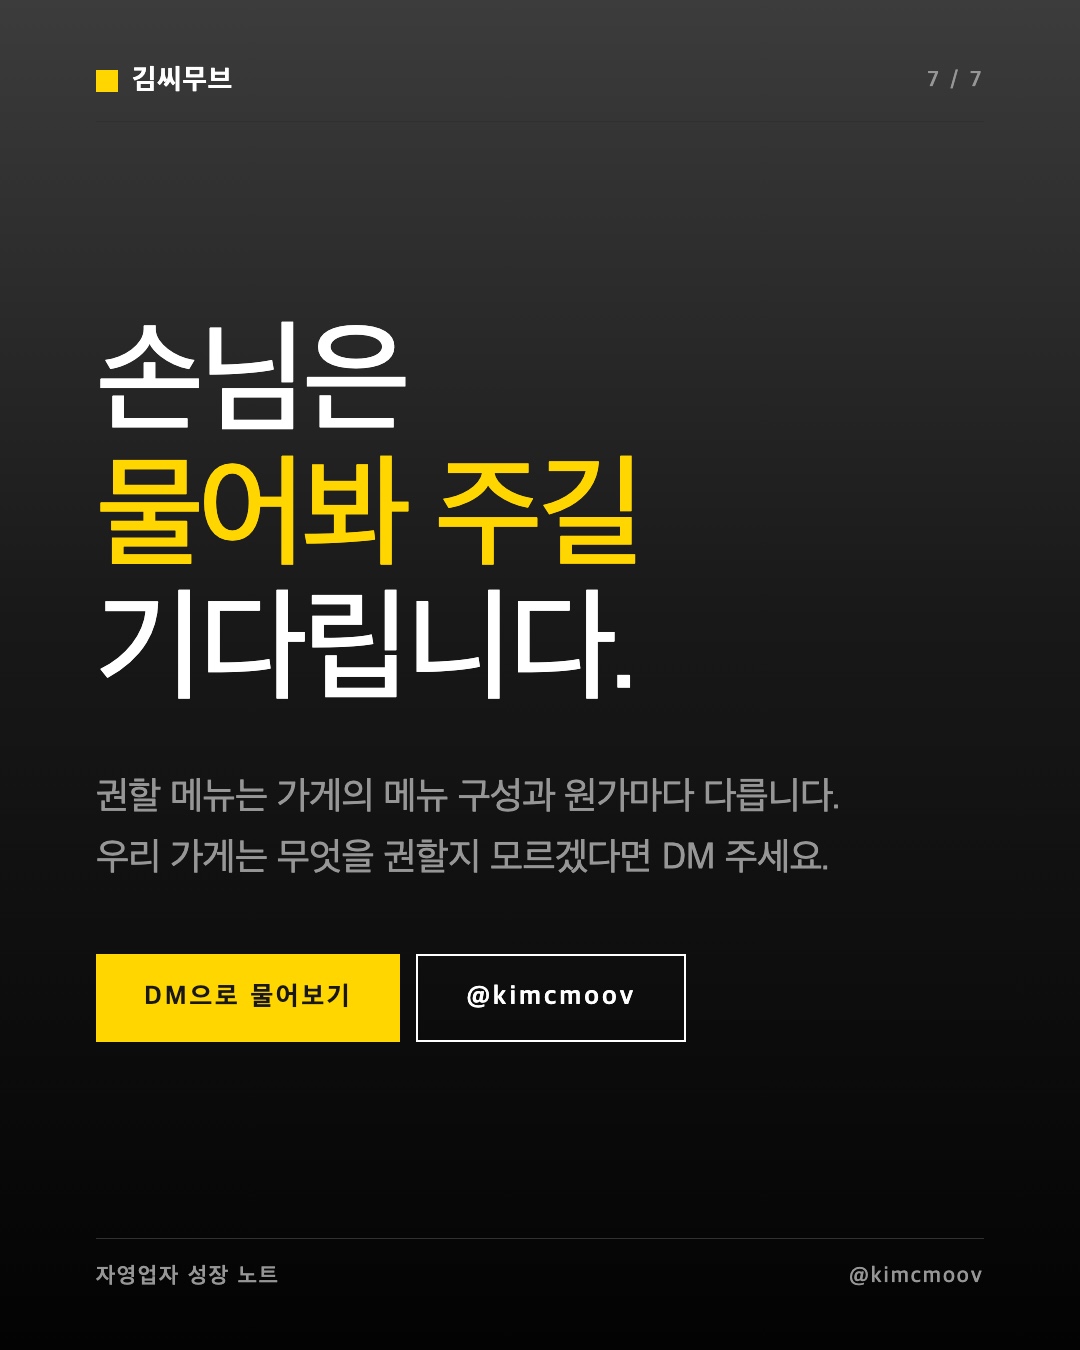 김씨무브
7 / 7
손님은
물어봐 주길
기다립니다.
권할 메뉴는 가게의 메뉴 구성과 원가마다 다릅니다.
우리 가게는 무엇을 권할지 모르겠다면 DM 주세요.
DM으로 물어보기
@kimcmoov
자영업자 성장 노트
@kimcmoov